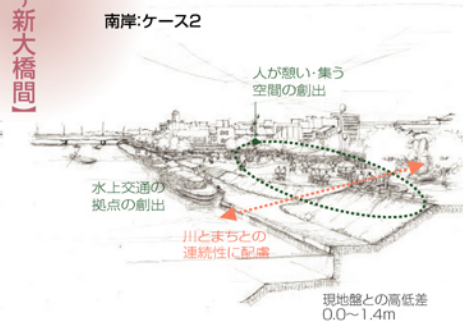 新大橋間】
南岸:ケース2
人が憩い・集う
空間の創出
水上交通の
拠点の創出
川とまちとの
連続性に配慮
現地盤との高低差
0.0〜1.4m